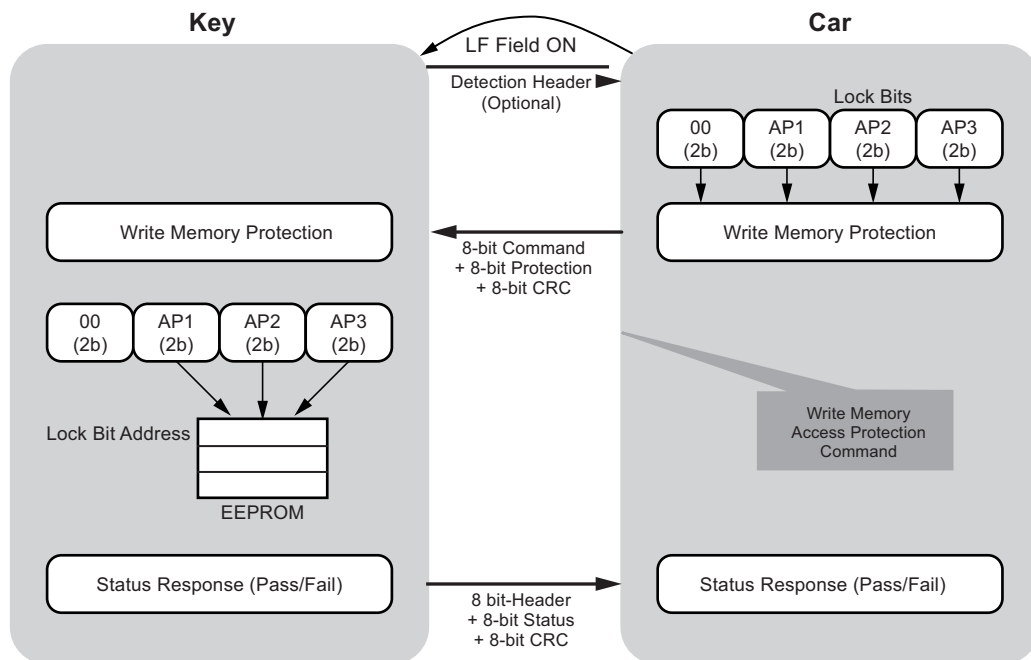 Key
Car
LF Field ON
Detection Header
(Optional)
Lock Bits
00
(2b)
AP1
(2b)
AP2
(2b)
AP3
(2b)
Write Memory Protection
8-bit Command
+ 8-bit Protection
+ 8-bit CRC
Write Memory Protection
00
(2b)
AP1
(2b)
AP2
(2b)
AP3
(2b)
Lock Bit Address
EEPROM
Write Memory
Access Protection
Command
Status Response (Pass/Fail)
8 bit-Header
+ 8-bit Status
+ 8-bit CRC
Status Response (Pass/Fail)